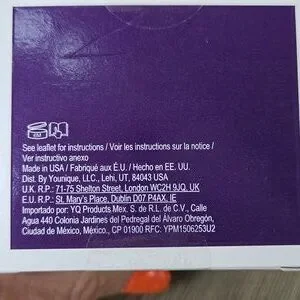 See leaflet for instructions / Voir les instructions sur la notice /
Ver instructivo anexo
Made in USA / Fabriqué aux É.U. / Hecho en EE. UU.
Dist. By Younique, LLC., Lehi, UT, 84043 USA
U.K. R.P.: 71-75 Shelton Street, London WC2H 9JQ, UK
E.U. R.P.: St. Mary's Place, Dublin D07 P4AX, IE
Importado por: YQ Products Mex. S. de R.L de C.V., Calle
Agua 440 Colonia Jardines del Pedregal del Álvaro Obregón,
Ciudad de México, México., CP 01900 RFC: YPM1506253U2